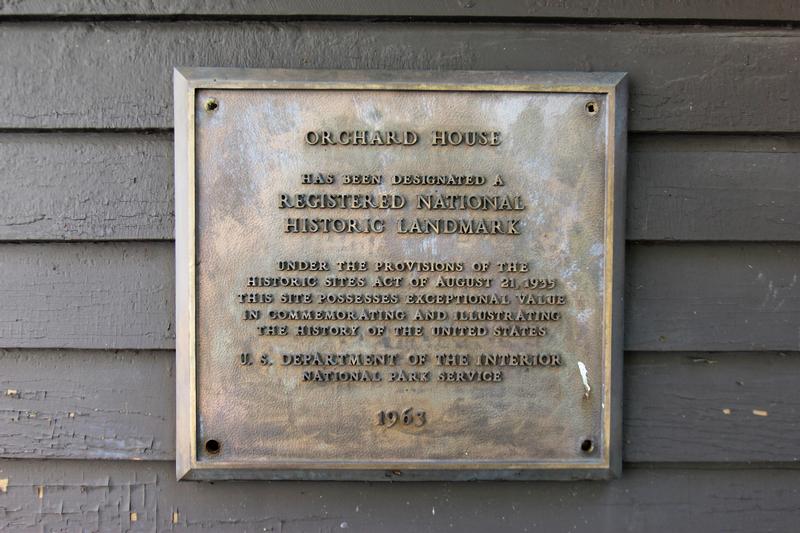 ORCHARD HOUSE
HAS BEEN DESIGNATED A
REGISTERED NATIONAL
HISTORIC LANDMARK
UNDER THE PROVISIONS OF THE
HISTORIC SITES ACT OF AUGUST 21, 1935
THIS SITE POSSESSES EXCEPTIONAL VALUE
IN COMMEMORATING AND ILLUSTRATING
THE HISTORY OF THE UNITED STATES
U. S. DEPARTMENT OF THE INTERIOR
NATIONAL PARK SERVICE
1963